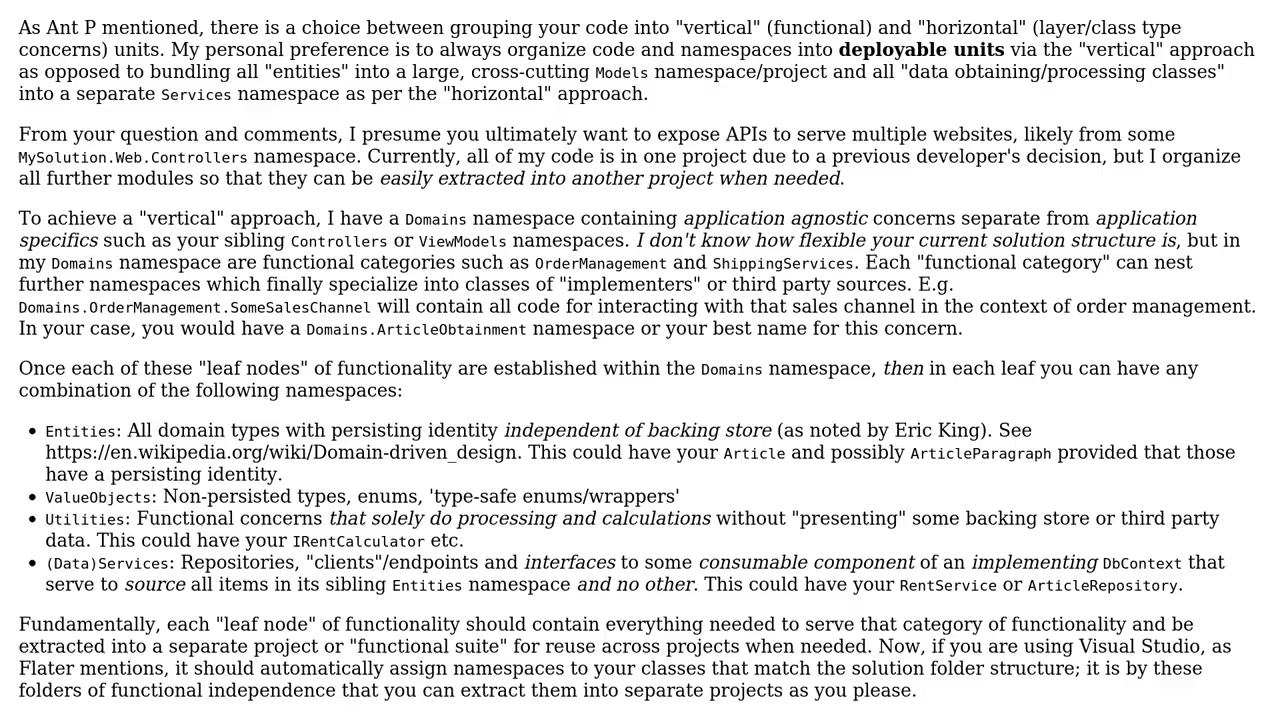 As Ant P mentioned, there is a choice between grouping your code into "vertical" (functional) and "horizontal" (layer/class type
concerns) units. My personal preference is to always organize code and namespaces into deployable units via the "vertical" approach
as opposed to bundling all "entities" into a large, cross-cutting Models namespace/project and all "data obtaining/processing classes"
into a separate Services namespace as per the "horizontal" approach.
From your question and comments, I presume you ultimately want to expose APIs to serve multiple websites, likely from some
MySolution.Web.Controllers namespace. Currently, all of my code is in one project due to a previous developer's decision, but I organize
all further modules so that they can be easily extracted into another project when needed.
To achieve a "vertical" approach, I have a Domains namespace containing application agnostic concerns separate from application
specifics such as your sibling Controllers or ViewModels namespaces. I don't know how flexible your current solution structure is, but in
my Domains namespace are functional categories such as OrderManagement and ShippingServices. Each "functional category" can nest
further namespaces which finally specialize into classes of "implementers" or third party sources. E.g.
Domains.OrderManagement.SomeSalesChannel will contain all code for interacting with that sales channel in the context of order management.
In your case, you would have a Domains.ArticleObtainment namespace or your best name for this concern.
Once each of these "leaf nodes" of functionality are established within the Domains namespace, then in each leaf you can have any
combination of the following namespaces:
• Entities: All domain types with persisting identity independent of backing store (as noted by Eric King). See
https://en.wikipedia.org/wiki/Domain-driven_design. This could have your Article and possibly ArticleParagraph provided that those
have a persisting identity.
• ValueObjects: Non-persisted types, enums, 'type-safe enums/wrappers'
• Utilities: Functional concerns that solely do processing and calculations without "presenting" some backing store or third party
data. This could have your IRentCalculator etc.
• (Data)Services: Repositories, "clients"/endpoints and interfaces to some consumable component of an implementing DbContext that
serve to source all items in its sibling Entities namespace and no other. This could have your RentService or ArticleRepository.
Fundamentally, each "leaf node" of functionality should contain everything needed to serve that category of functionality and be
extracted into a separate project or "functional suite" for reuse across projects when needed. Now, if you are using Visual Studio, as
Flater mentions, it should automatically assign namespaces to your classes that match the solution folder structure; it is by these
folders of functional independence that you can extract them into separate projects as you please.